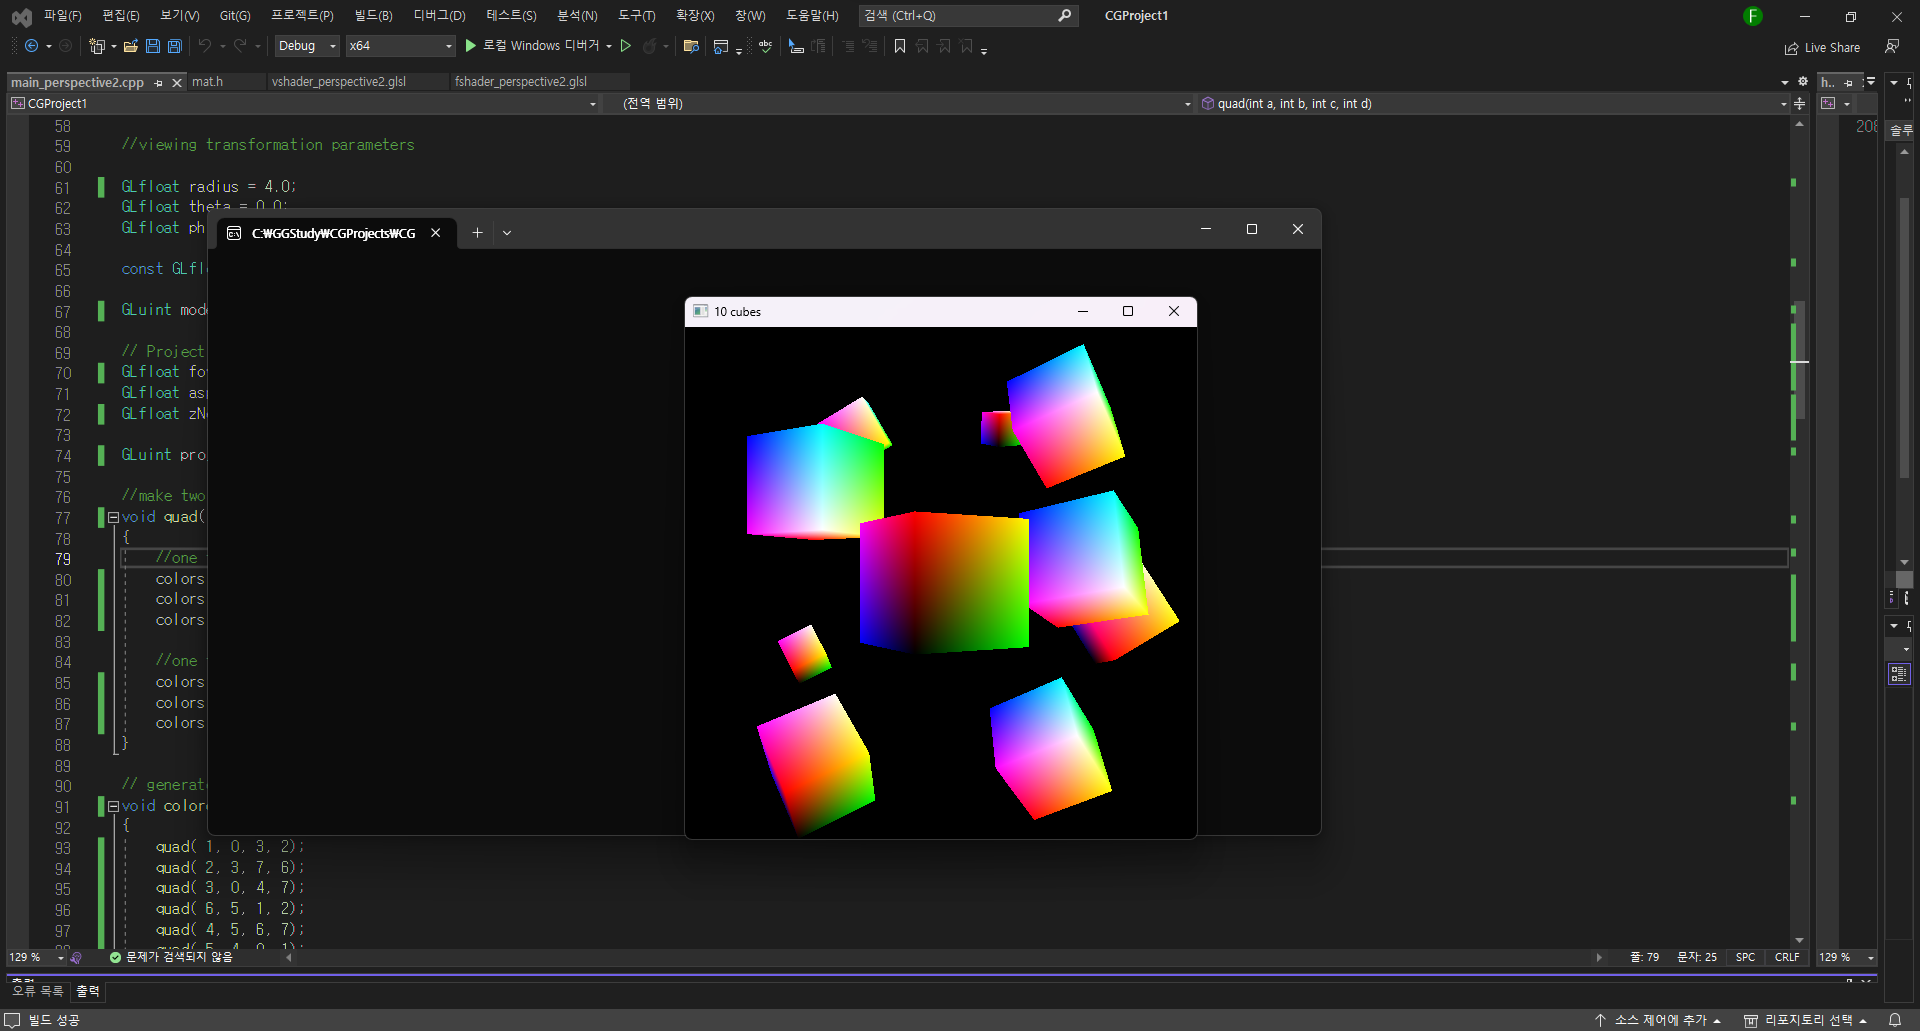 파일(F) 편집(E) 보기(V) Git(G) 프로젝트(P) 빌드(B) 디버그(D) 테스트(S) 분석(N) 도구(T) 확장(X) 창(W) 도움말(H) 검색 (Ctrl+Q) CGProject1 F
Debug x64 로컬 Windows 디버거 Live Share
main_perspective2.cpp mat.h vshader_perspective2.glsl fshader_perspective2.glsl h..
CGProject1 (전역 범위) quad(int a, int b, int c, int d)
58
59 //viewing transformation parameters
60
61 GLfloat radius = 4.0;
62 GLfloat theta = 0.0;
63 GLfloat ph
64
65 const GLfl
66
67 GLuint mod
68
69 // Project
70 GLfloat fo
71 GLfloat as
72 GLfloat zN
73
74 GLuint pro
75
76 //make two
77 void quad(
78 {
79 //one
80 colors
81 colors
82 colors
83
84 //one
85 colors
86 colors
87 colors
88 }
89
90 // generat
91 void color
92 {
93 quad( 1, 0, 3, 2);
94 quad( 2, 3, 7, 6);
95 quad( 3, 0, 4, 7);
96 quad( 6, 5, 1, 2);
97 quad( 4, 5, 6, 7);
98 quad( 5, 4, 0, 1);
208
솔루
C:₩GGStudy₩CGProjects₩CG
10 cubes
129 % 문제가 검색되지 않음 줄: 79 문자: 25 SPC CRLF 129 %
출력
오류 목록 출력
빌드 성공 소스 제어에 추가 리포지토리 선택